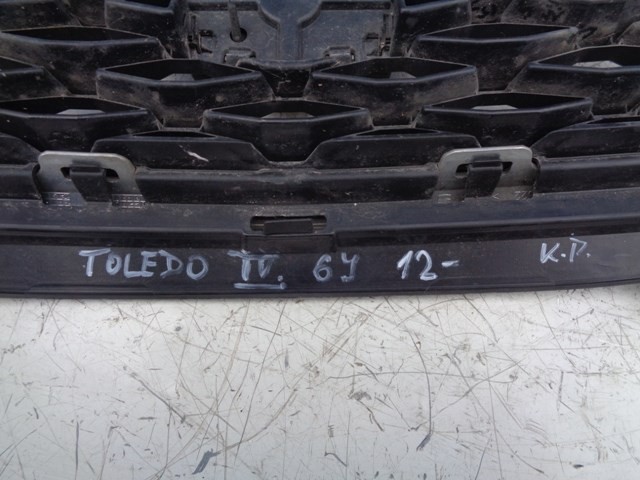 TOLEDO IV. 6J 12- K.P.